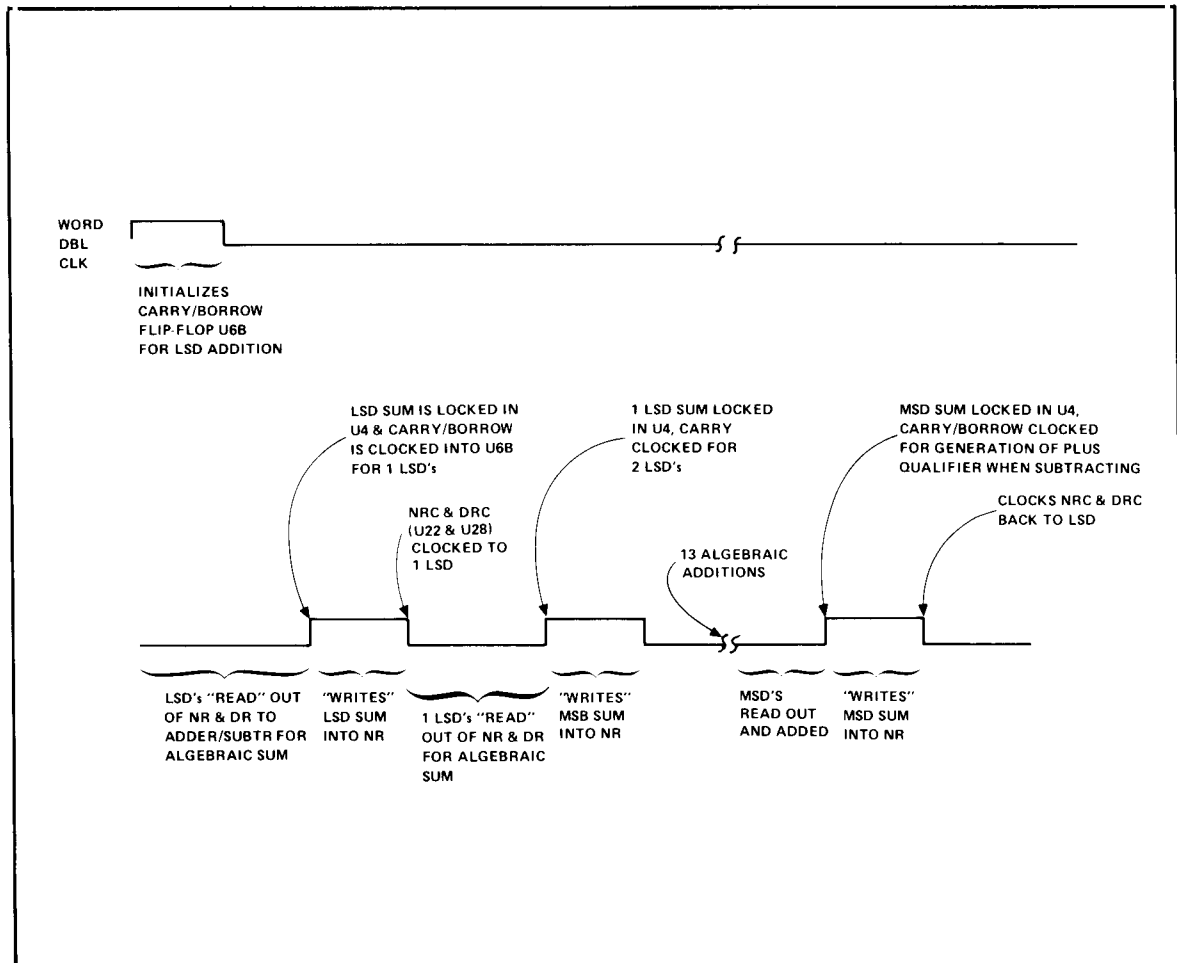 WORD
DBL
CLK
INITIALIZES
CARRY/BORROW
FLIP-FLOP U6B
FOR LSD ADDITION
LSD SUM IS LOCKED IN
U4 & CARRY/BORROW
IS CLOCKED INTO U6B
FOR 1 LSD's
NRC & DRC
(U22 & U28)
CLOCKED TO
1 LSD
1 LSD SUM LOCKED
IN U4, CARRY
CLOCKED FOR
2 LSD's
13 ALGEBRAIC
ADDITIONS
MSD SUM LOCKED IN U4,
CARRY/BORROW CLOCKED
FOR GENERATION OF PLUS
QUALIFIER WHEN SUBTRACTING
CLOCKS NRC & DRC
BACK TO LSD
LSD's "READ" OUT
OF NR & DR TO
ADDER/SUBTR FOR
ALGEBRAIC SUM
"WRITES"
LSD SUM
INTO NR
1 LSD's "READ"
OUT OF NR & DR
FOR ALGEBRAIC
SUM
"WRITES"
MSB SUM
INTO NR
MSD'S
READ OUT
AND ADDED
"WRITES"
MSD SUM
INTO NR